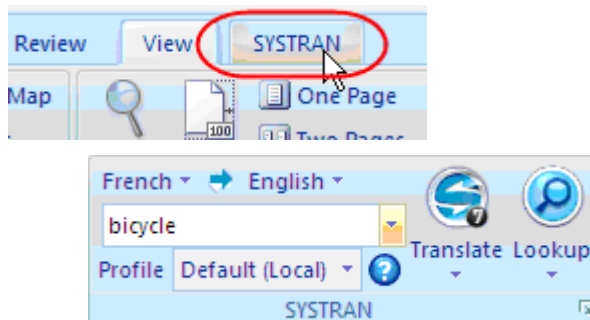 Review View SYSTRAN
Map One Page
100 Two Pages
French English
bicycle
Translate Lookup
Profile Default (Local) ?
SYSTRAN